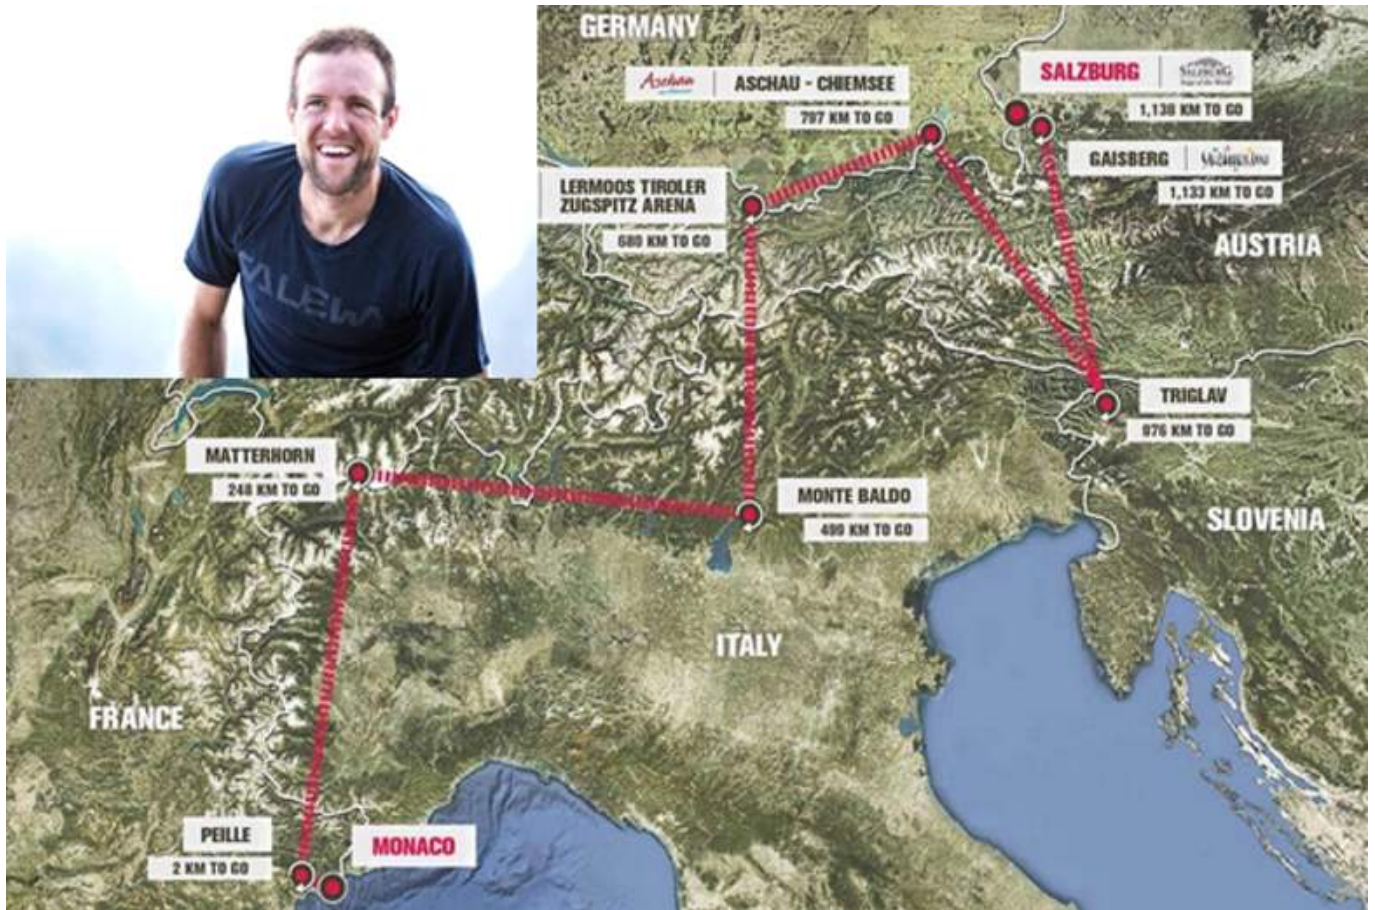 GERMANY
Aschau
ASCHAU - CHIEMSEE
797 KM TO GO
SALZBURG
SALZBURG
1,138 KM TO GO
GAISBERG
1,133 KM TO GO
LERMOOS TIROLER
ZUGSPITZ ARENA
680 KM TO GO
AUSTRIA
SALEWA
TRIGLAV
976 KM TO GO
MATTERHORN
248 KM TO GO
MONTE BALDO
499 KM TO GO
SLOVENIA
ITALY
FRANCE
PEILLE
2 KM TO GO
MONACO